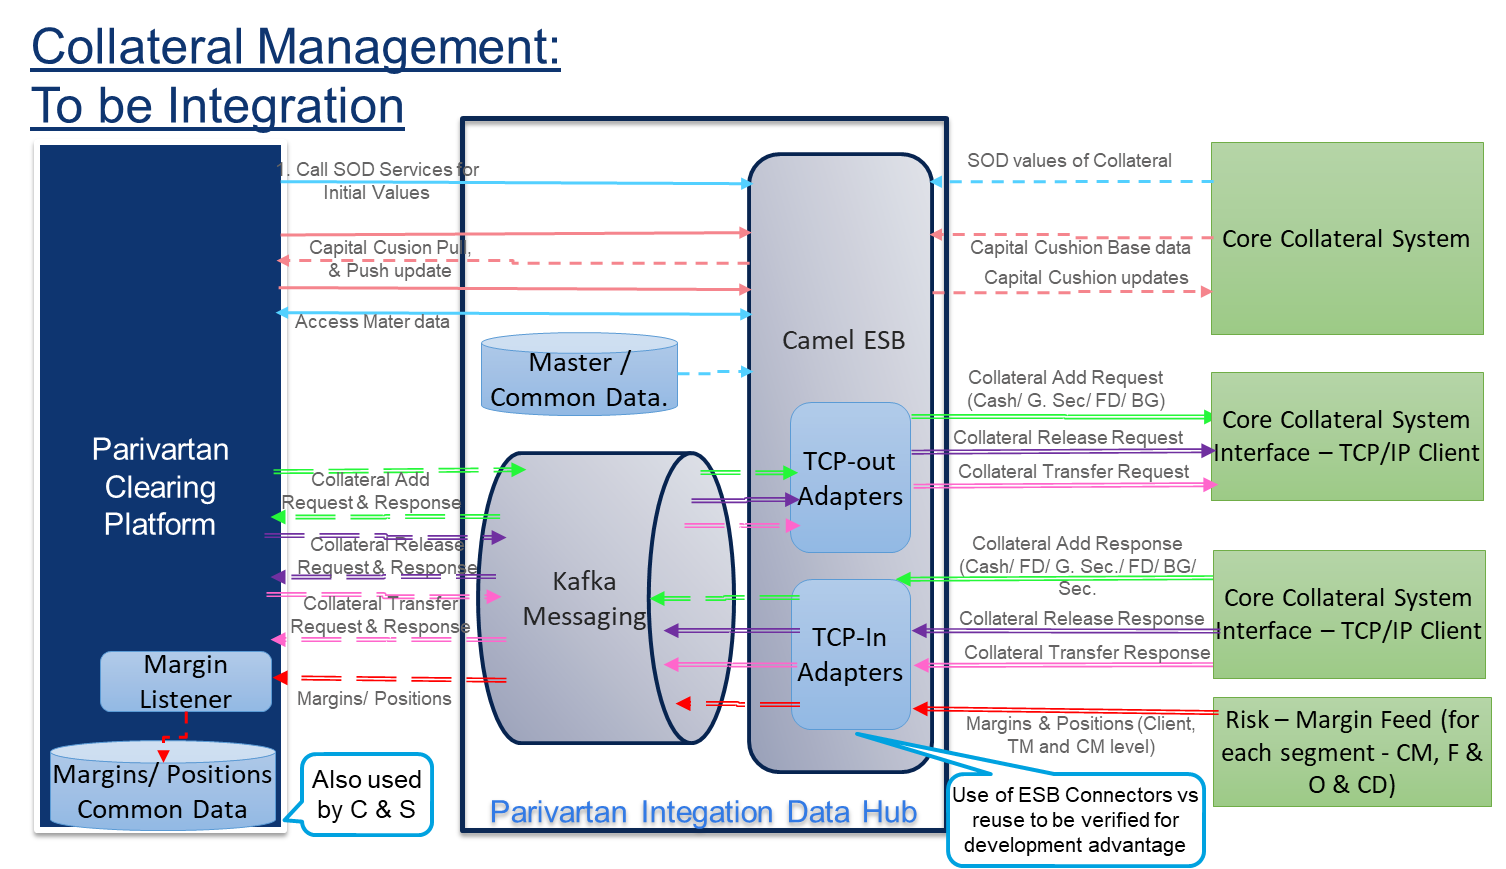 Collateral Management:
To be Integration
1. Call SOD Services for
Initial Values
Capital Cusion Pull,
& Push update
Access Mater data
Parivartan
Clearing
Platform
Collateral Add
Request & Response
Collateral Release
Request & Response
Collateral Transfer
Request & Response
Margins/ Positions
Margin
Listener
Margins/ Positions
Common Data
Also used
by C & S
Master /
Common Data.
Kafka
Messaging
Camel ESB
TCP-out
Adapters
TCP-In
Adapters
Parivartan Integation Data Hub
SOD values of Collateral
Capital Cushion Base data
Capital Cushion updates
Collateral Add Request
(Cash/ G. Sec/ FD/ BG)
Collateral Release Request
Collateral Transfer Request
Collateral Add Response
(Cash/ FD/ G. Sec./ FD/ BG/
Sec.
Collateral Release Response
Collateral Transfer Response
Margins & Positions (Client,
TM and CM level)
Use of ESB Connectors vs
reuse to be verified for
development advantage
Core Collateral System
Core Collateral System
Interface – TCP/IP Client
Core Collateral System
Interface – TCP/IP Client
Risk – Margin Feed (for
each segment - CM, F &
O & CD)